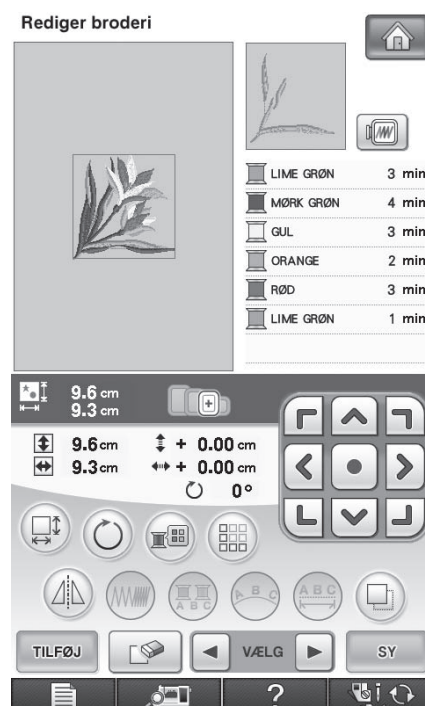 Rediger broderi
LIME GRØN 3 min
MØRK GRØN 4 min
GUL 3 min
ORANGE 2 min
RØD 3 min
LIME GRØN 1 min
9.6 cm
9.3 cm
9.6 cm + 0.00 cm
9.3 cm + 0.00 cm
0°
A B C
A B C
A B C
TILFØJ VÆLG SY
?